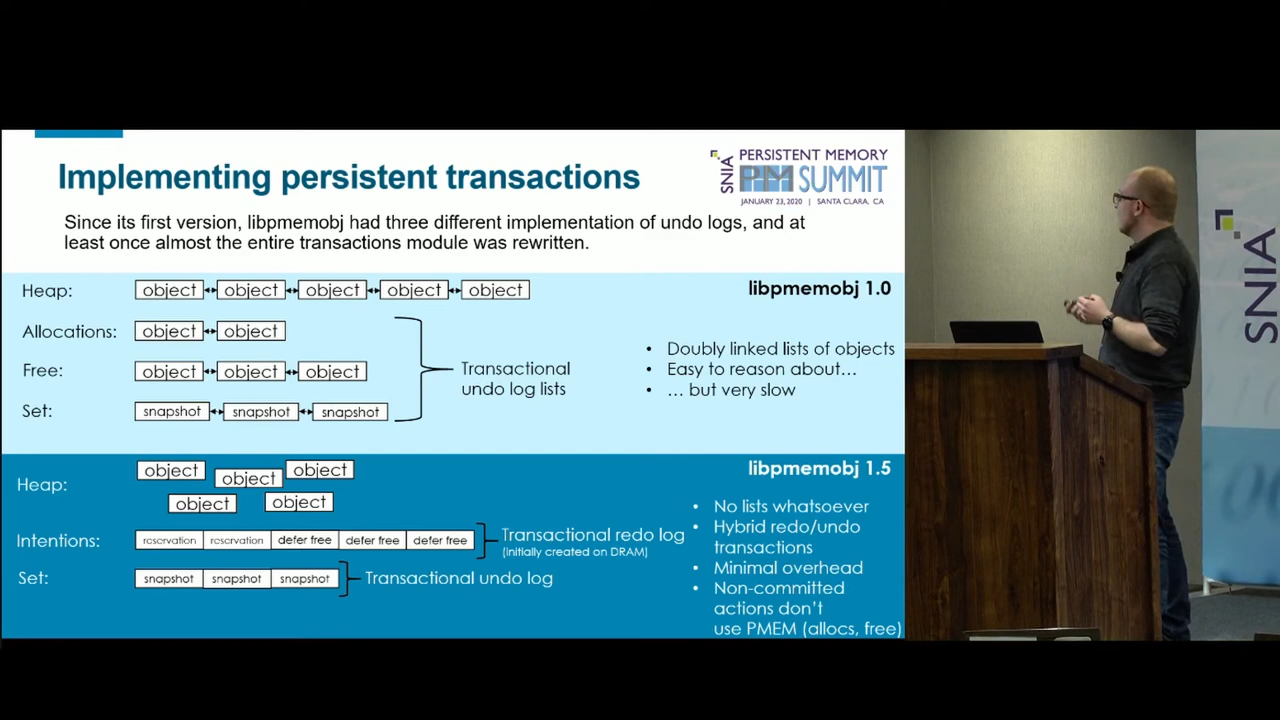 Implementing persistent transactions
SNIA
PERSISTENT MEMORY
PM SUMMIT
JANUARY 23, 2020 | SANTA CLARA, CA
Since its first version, libpmemobj had three different implementation of undo logs, and at
least once almost the entire transactions module was rewritten.
Heap:
object object object object object
libpmemobj 1.0
Allocations:
object object
Free:
object object object
Set:
snapshot snapshot snapshot
Transactional
undo log lists
• Doubly linked lists of objects
• Easy to reason about…
• … but very slow
libpmemobj 1.5
Heap:
object object object
object object
Intentions:
reservation reservation defer free defer free defer free
Transactional redo log
(initially created on DRAM)
Set:
snapshot snapshot snapshot
Transactional undo log
• No lists whatsoever
• Hybrid redo/undo
transactions
• Minimal overhead
• Non-committed
actions don't
use PMEM (allocs, free)
SNIA